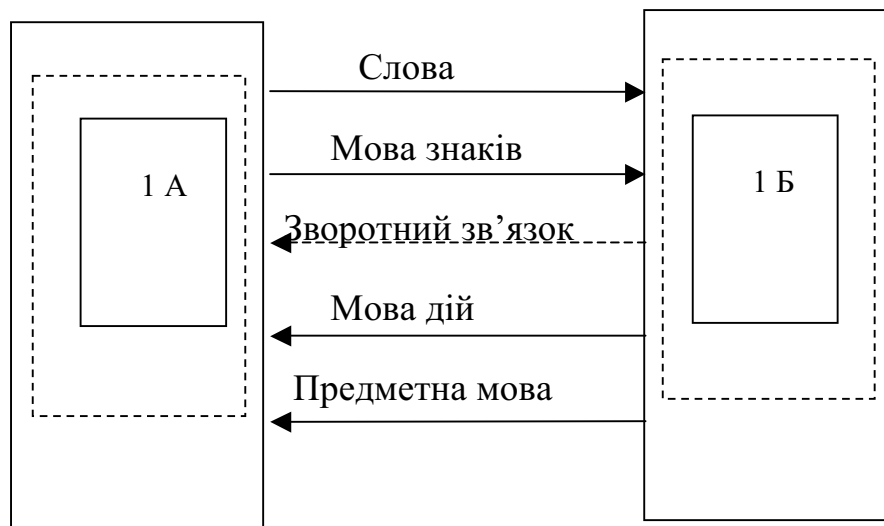 Слова
Мова знаків
1 А
1 Б
Зворотний зв’язок
Мова дій
Предметна мова